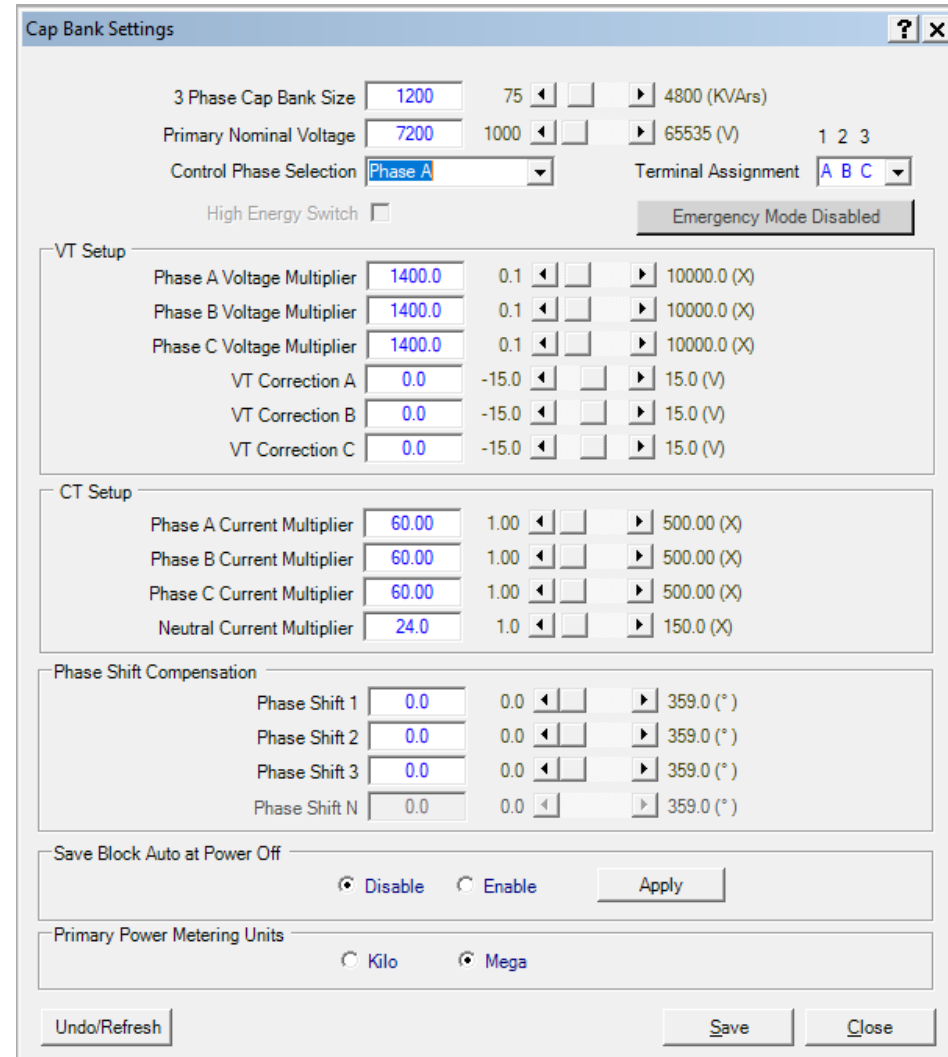 Cap Bank Settings ? x
3 Phase Cap Bank Size 1200 75 4800 (KVArs)
Primary Nominal Voltage 7200 1000 65535 (V) 1 2 3
Control Phase Selection Phase A Terminal Assignment A B C
High Energy Switch Emergency Mode Disabled
VT Setup
Phase A Voltage Multiplier 1400.0 0.1 10000.0 (X)
Phase B Voltage Multiplier 1400.0 0.1 10000.0 (X)
Phase C Voltage Multiplier 1400.0 0.1 10000.0 (X)
VT Correction A 0.0 -15.0 15.0 (V)
VT Correction B 0.0 -15.0 15.0 (V)
VT Correction C 0.0 -15.0 15.0 (V)
CT Setup
Phase A Current Multiplier 60.00 1.00 500.00 (X)
Phase B Current Multiplier 60.00 1.00 500.00 (X)
Phase C Current Multiplier 60.00 1.00 500.00 (X)
Neutral Current Multiplier 24.0 1.0 150.0 (X)
Phase Shift Compensation
Phase Shift 1 0.0 0.0 359.0 (° )
Phase Shift 2 0.0 0.0 359.0 (° )
Phase Shift 3 0.0 0.0 359.0 (° )
Phase Shift N 0.0 0.0 359.0 (° )
Save Block Auto at Power Off
Disable Enable Apply
Primary Power Metering Units
Kilo Mega
Undo/Refresh Save Close